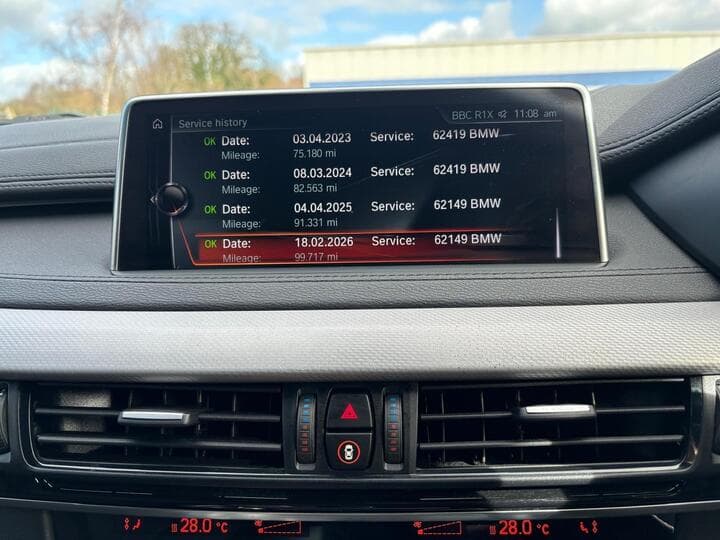 BBC R1X 11:08 am
Service history
OK Date: 03.04.2023 Service: 62419 BMW
Mileage: 75.180 mi
OK Date: 08.03.2024 Service: 62419 BMW
Mileage: 82.563 mi
OK Date: 04.04.2025 Service: 62149 BMW
Mileage: 91.331 mi
OK Date: 18.02.2026 Service: 62149 BMW
Mileage: 99.717 mi
28.0 °C 28.0 °C